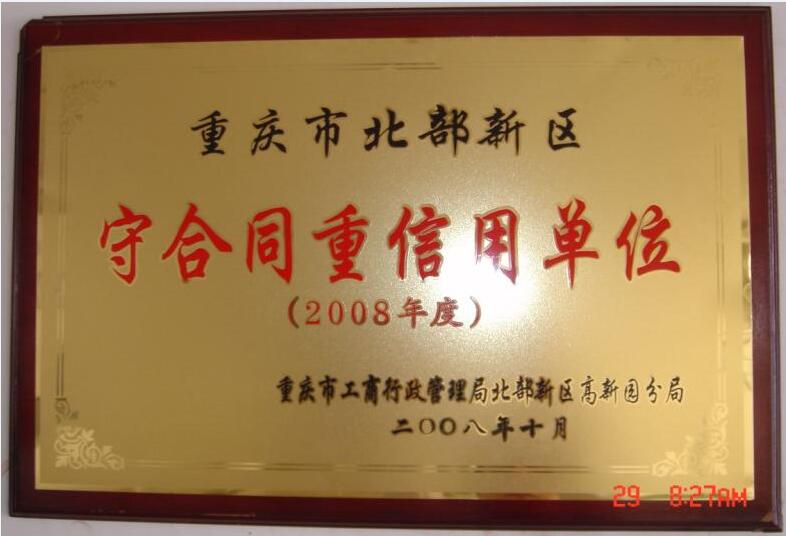 重庆市北部新区
守合同重信用单位
(2008年度)
重庆市工商行政管理局北部新区高新园分局
二〇〇八年十月
29 8:27AM